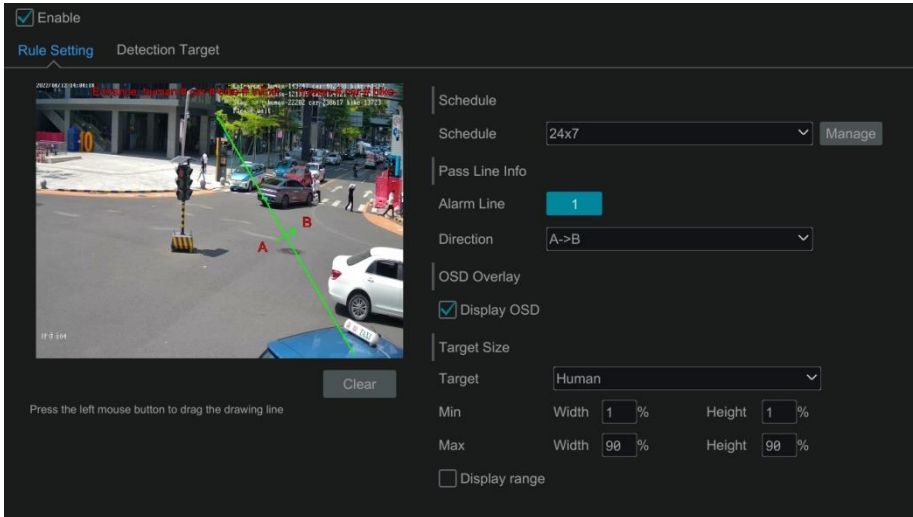 Enable
Rule Setting Detection Target
A
B
TAXI
Clear
Press the left mouse button to drag the drawing line
Schedule
Schedule 24x7 Manage
Pass Line Info
Alarm Line 1
Direction A->B
OSD Overlay
Display OSD
Target Size
Target Human
Min Width 1 % Height 1 %
Max Width 90 % Height 90 %
Display range